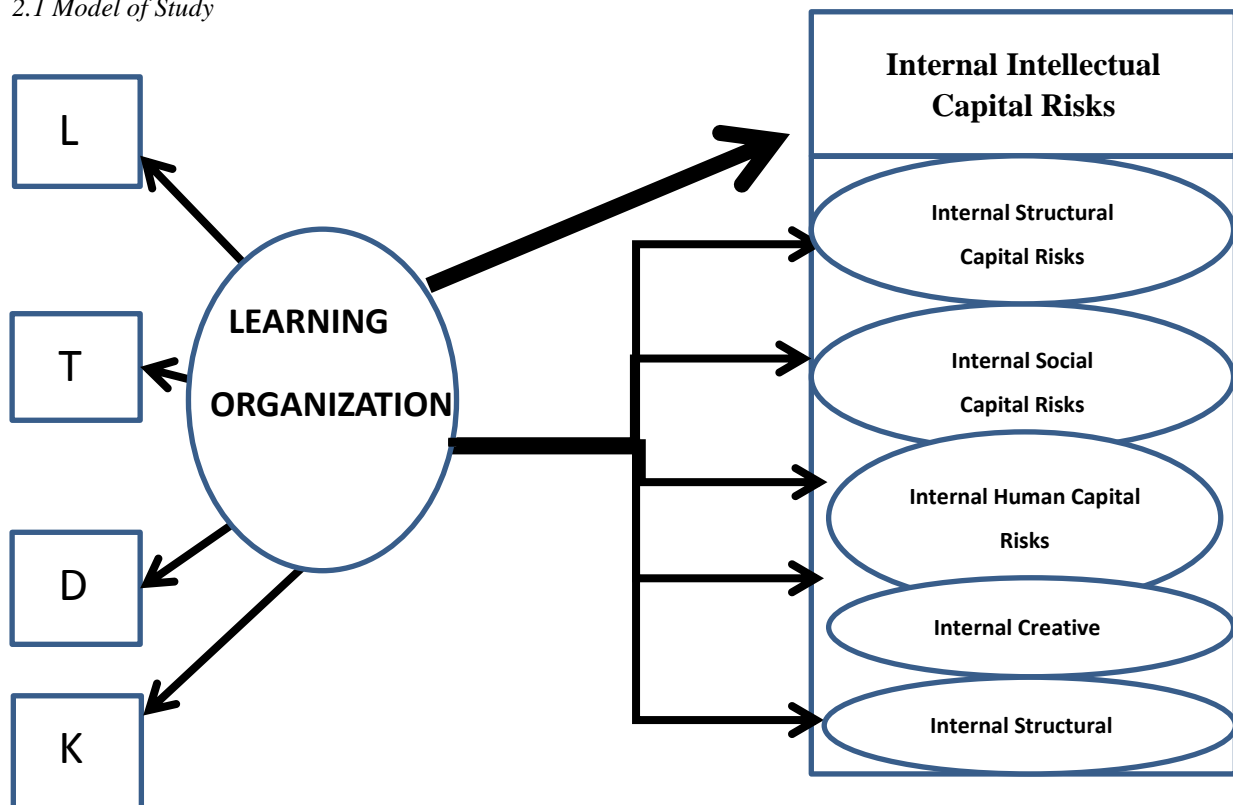 2.1 Model of Study
Internal Intellectual
Capital Risks
L
Internal Structural
Capital Risks
LEARNING
ORGANIZATION
T
Internal Social
Capital Risks
Internal Human Capital
Risks
D
Internal Creative
K
Internal Structural